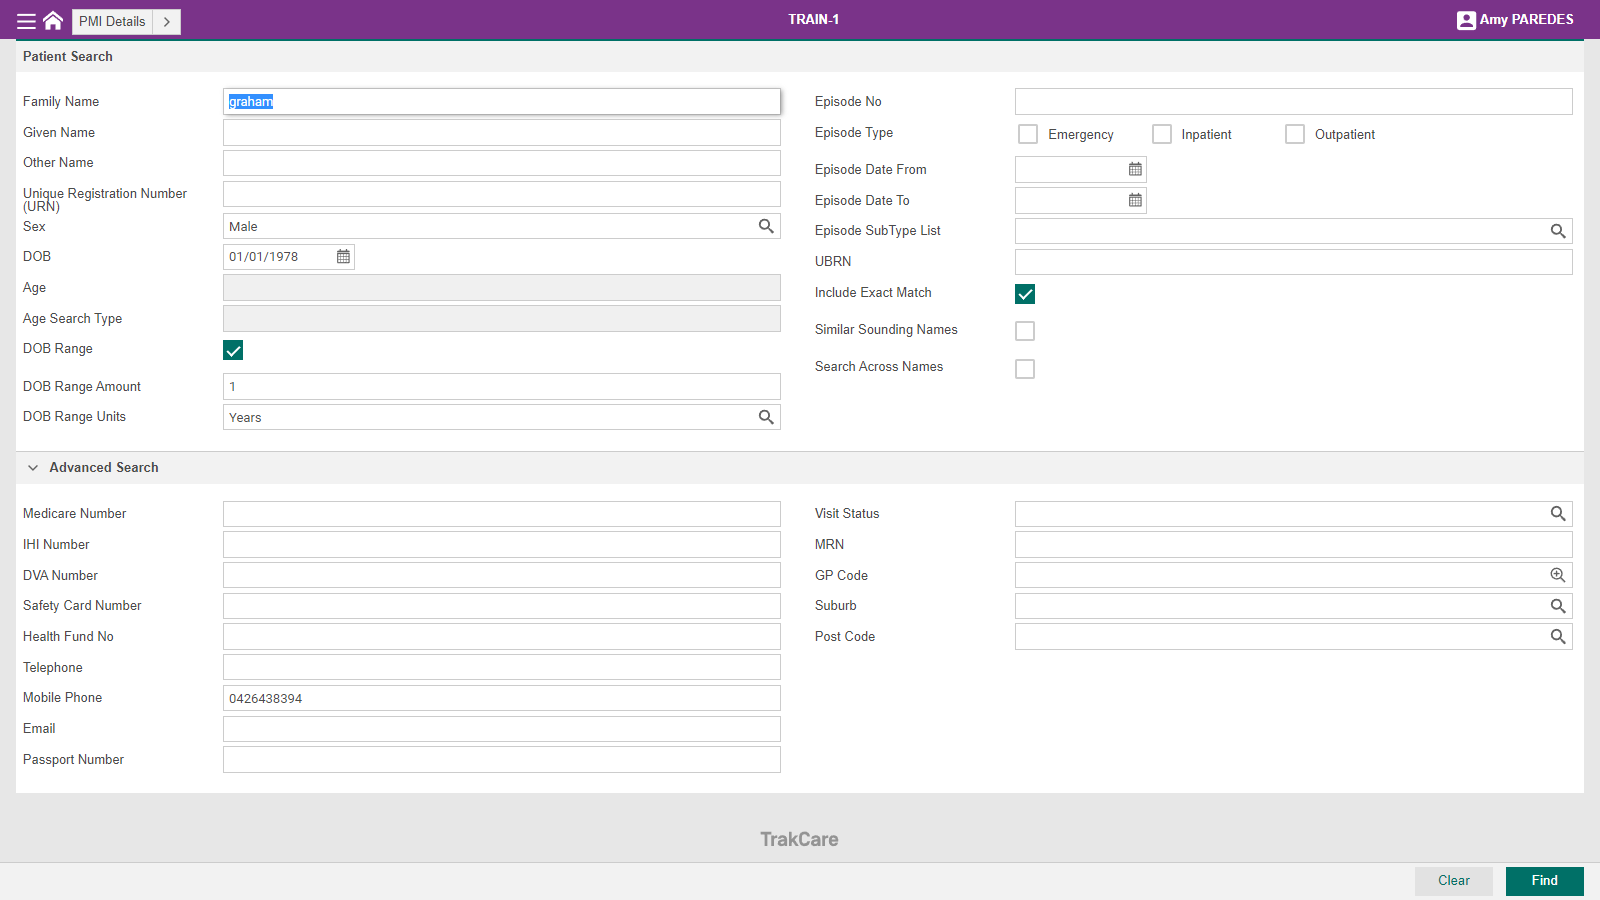 PMI Details
TRAIN-1
Amy PAREDES
Patient Search
Family Name
graham
Given Name
Other Name
Unique Registration Number
(URN)
Sex
Male
DOB
01/01/1978
Age
Age Search Type
DOB Range
DOB Range Amount
1
DOB Range Units
Years
Episode No
Episode Type
Emergency
Inpatient
Outpatient
Episode Date From
Episode Date To
Episode SubType List
UBRN
Include Exact Match
Similar Sounding Names
Search Across Names
Advanced Search
Medicare Number
IHI Number
DVA Number
Safety Card Number
Health Fund No
Telephone
Mobile Phone
0426438394
Email
Passport Number
Visit Status
MRN
GP Code
Suburb
Post Code
TrakCare
Clear
Find